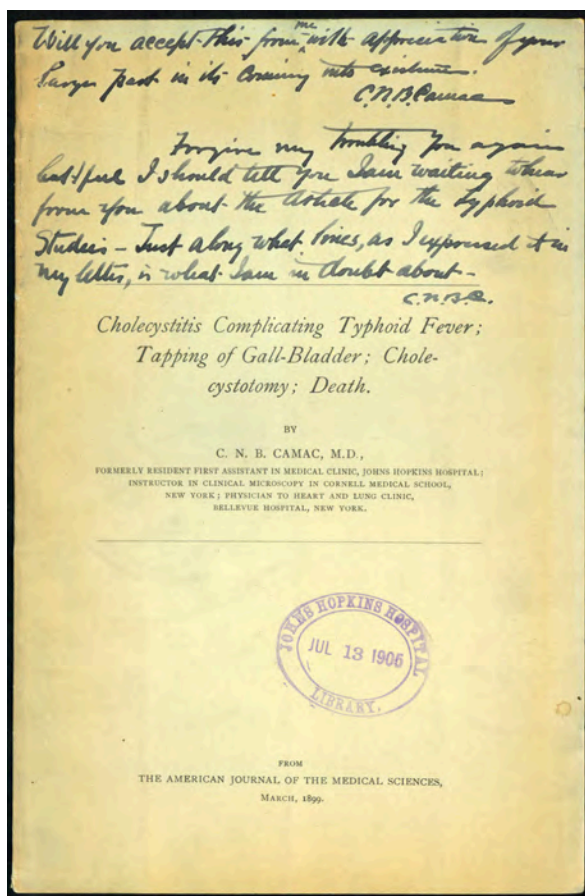 Will you accept this from me with appreciation of your
larger part in its coming into existence.
C.N.B. Camac
Forgive my troubling you again
but I feel I should tell you I am waiting to hear
from you about the article for the Typhoid
Studies – Just along what lines, as I expressed it in
my letter, is what I am in doubt about –
C.N.B.C.
Cholecystitis Complicating Typhoid Fever;
Tapping of Gall-Bladder; Chole-
cystotomy; Death.
BY
C. N. B. CAMAC, M.D.,
FORMERLY RESIDENT FIRST ASSISTANT IN MEDICAL CLINIC, JOHNS HOPKINS HOSPITAL;
INSTRUCTOR IN CLINICAL MICROSCOPY IN CORNELL MEDICAL SCHOOL,
NEW YORK; PHYSICIAN TO HEART AND LUNG CLINIC,
BELLEVUE HOSPITAL, NEW YORK.
JOHNS HOPKINS HOSPITAL
JUL 13 1906
LIBRARY.
FROM
THE AMERICAN JOURNAL OF THE MEDICAL SCIENCES,
MARCH, 1899.